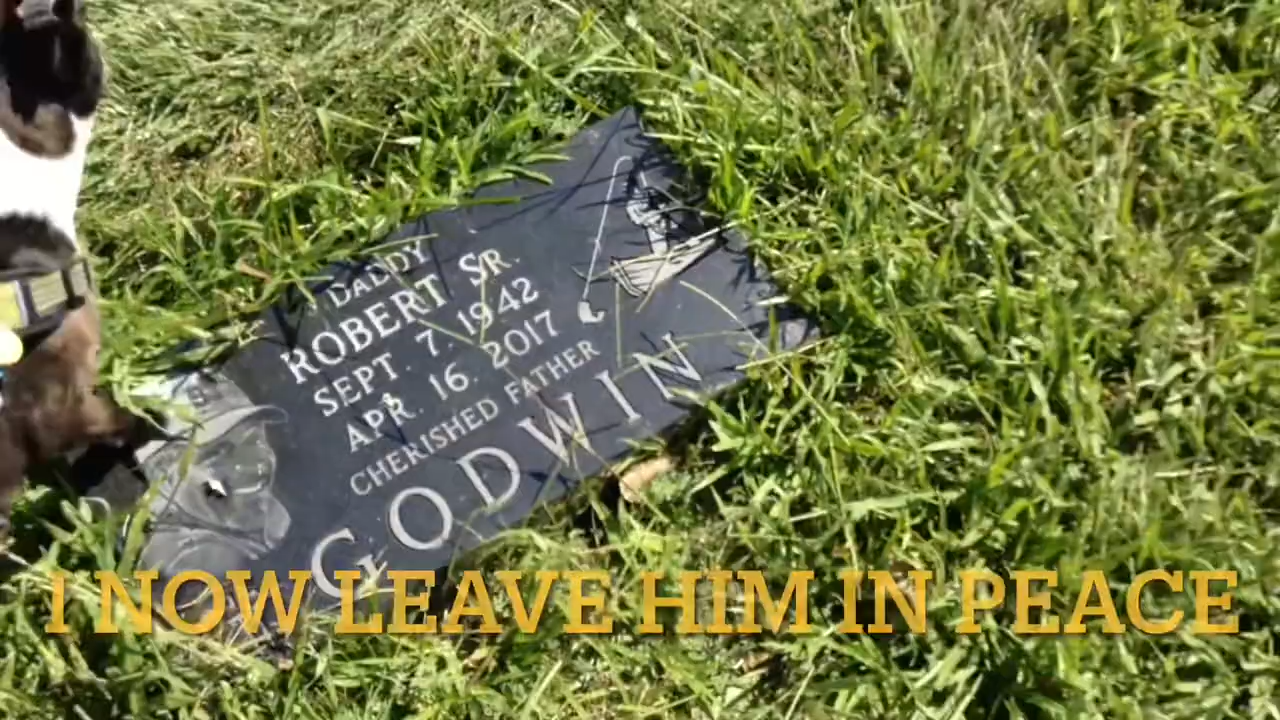 DADDY
ROBERT SR.
SEPT. 7. 1942
APR. 16. 2017
CHERISHED FATHER
GODWIN
I NOW LEAVE HIM IN PEACE